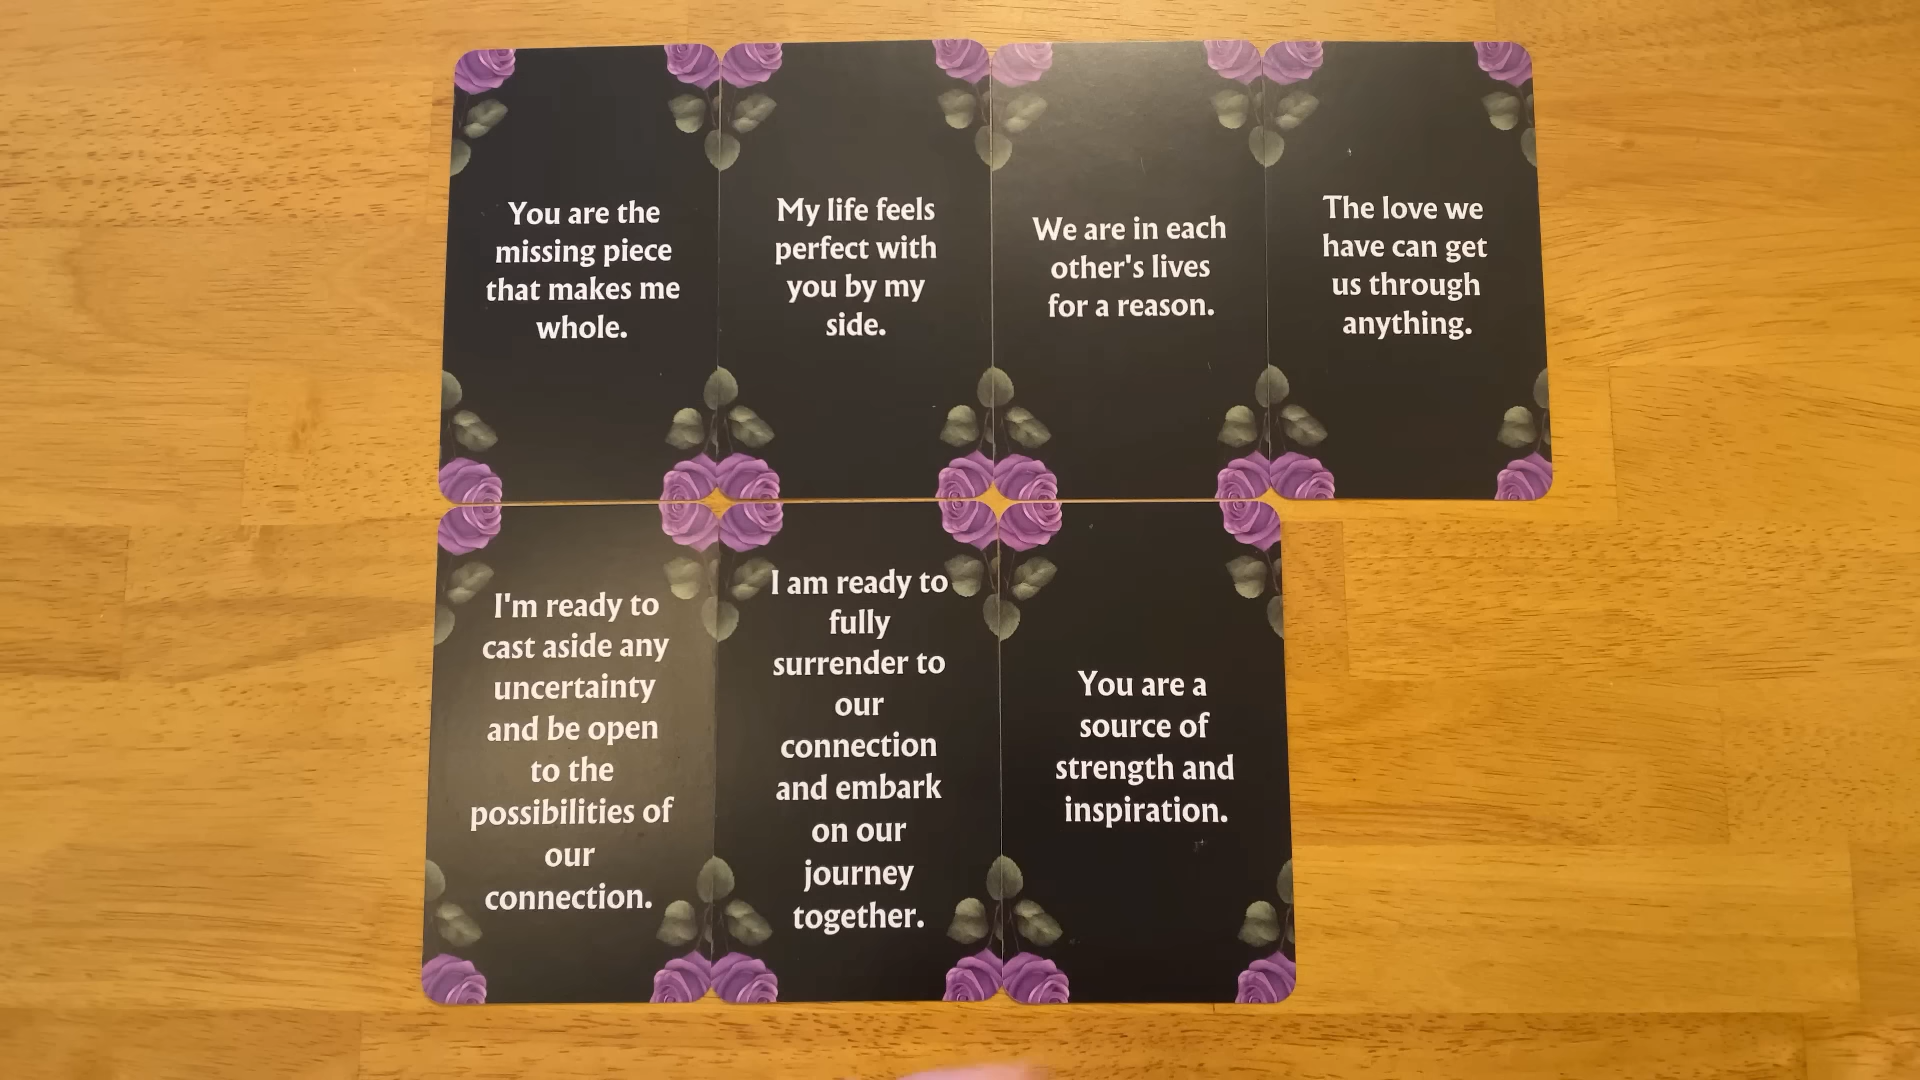 You are the
missing piece
that makes me
whole.
My life feels
perfect with
you by my
side.
We are in each
other's lives
for a reason.
The love we
have can get
us through
anything.
I'm ready to
cast aside any
uncertainty
and be open
to the
possibilities of
our
connection.
I am ready to
fully
surrender to
our
connection
and embark
on our
journey
together.
You are a
source of
strength and
inspiration.